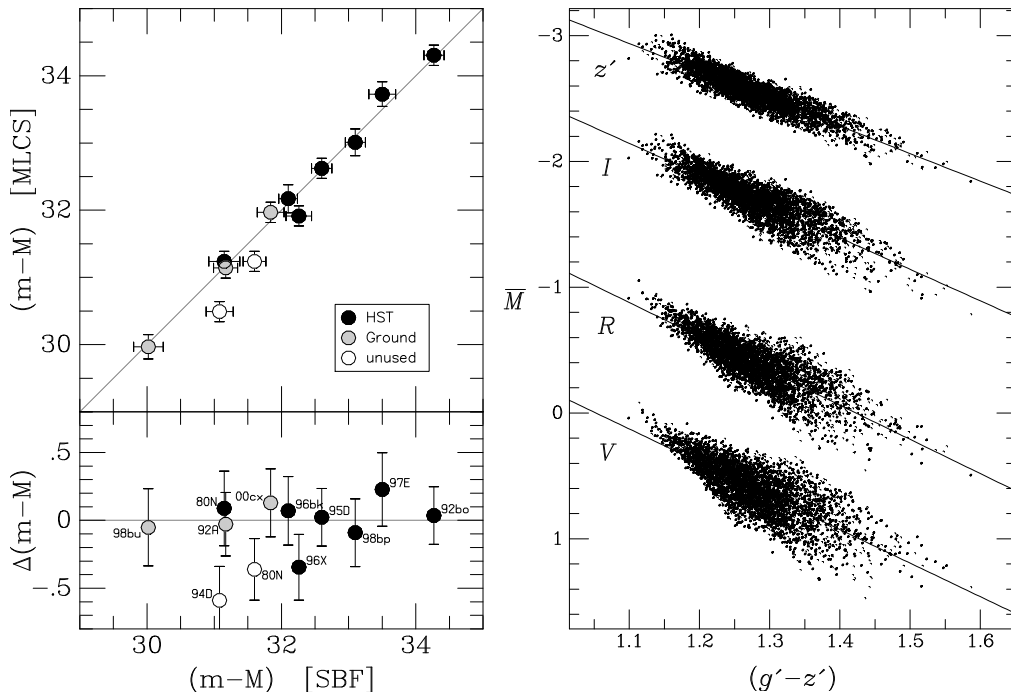 34
32
30
(m−M) [MLCS]
HST
Ground
unused
.5
0
−.5
Δ(m−M)
98bu
80N
92A
94D
00cx
80N
96bk
96X
95D
98bp
97E
92bo
30
32
34
(m−M) [SBF]
−3
−2
−1
0
1
M̅
z′
I
R
V
1.1
1.2
1.3
1.4
1.5
1.6
(g′−z′)